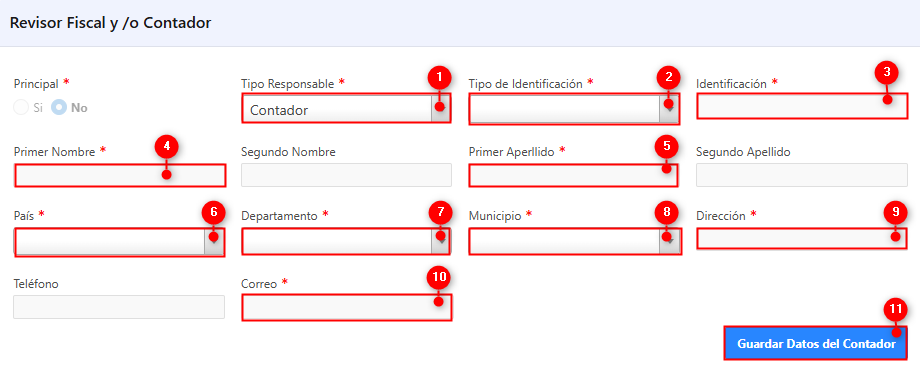 Revisor Fiscal y /o Contador
Principal * Tipo Responsable * 1 Tipo de Identificación * 2 Identificación * 3
Si No Contador
Primer Nombre * 4 Segundo Nombre Primer Aperllido * 5 Segundo Apellido
País * 6 Departamento * 7 Municipio * 8 Dirección * 9
Teléfono Correo * 10
11
Guardar Datos del Contador